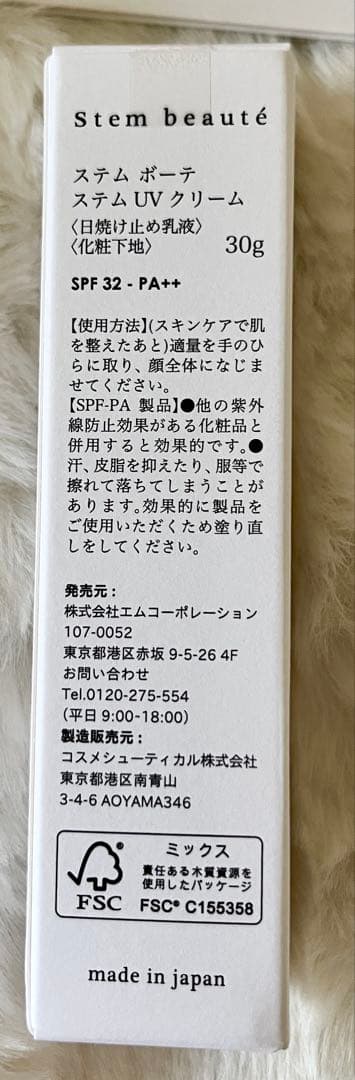 Stem beauté
ステム ボーテ
ステム UV クリーム
〈日焼け止め乳液〉
〈化粧下地〉 30g
SPF 32 - PA++
【使用方法】(スキンケアで肌
を整えたあと)適量を手のひ
らに取り、顔全体になじま
せてください。
【SPF-PA 製品】●他の紫外
線防止効果がある化粧品と
併用すると効果的です。●
汗、皮脂を抑えたり、服等で
擦れて落ちてしまうことが
あります。効果的に製品を
ご使用いただくため塗り直
しをしてください。
発売元：
株式会社エムコーポレーション
107-0052
東京都港区赤坂 9-5-26 4F
お問い合わせ
Tel.0120-275-554
(平日 9:00-18:00)
製造販売元：
コスメシューティカル株式会社
東京都港区南青山
3-4-6 AOYAMA346
FSC
ミックス
責任ある木質資源を
使用したパッケージ
FSC® C155358
made in japan